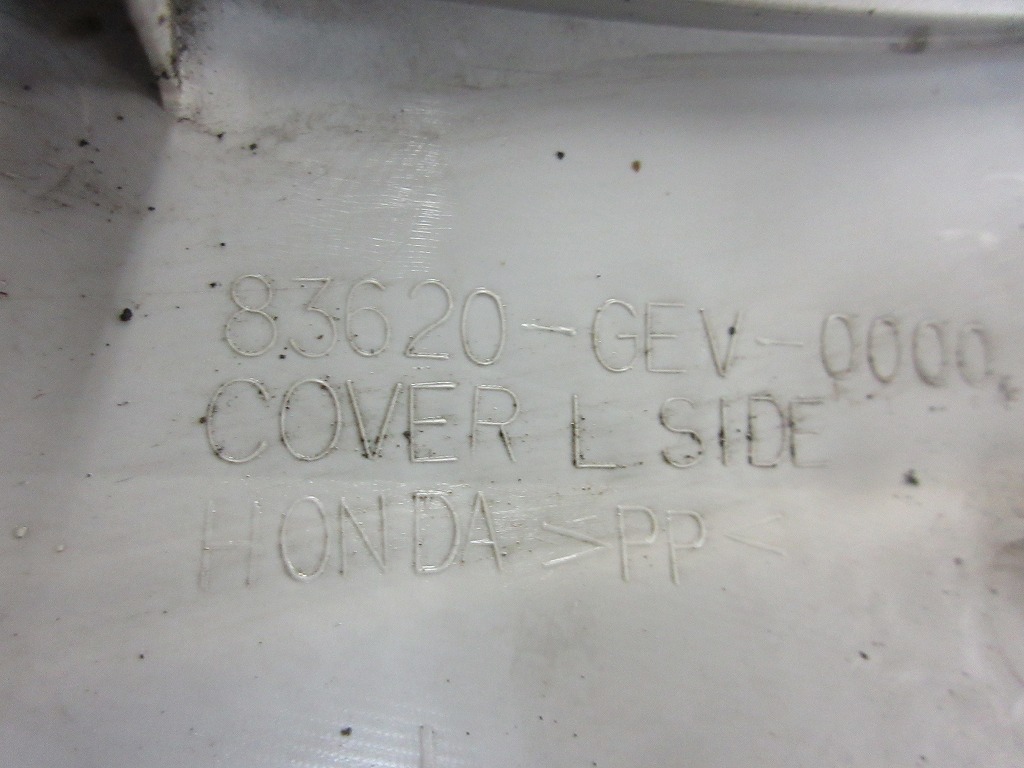 83620-GEV-0000
COVER L SIDE
HONDA >PP<